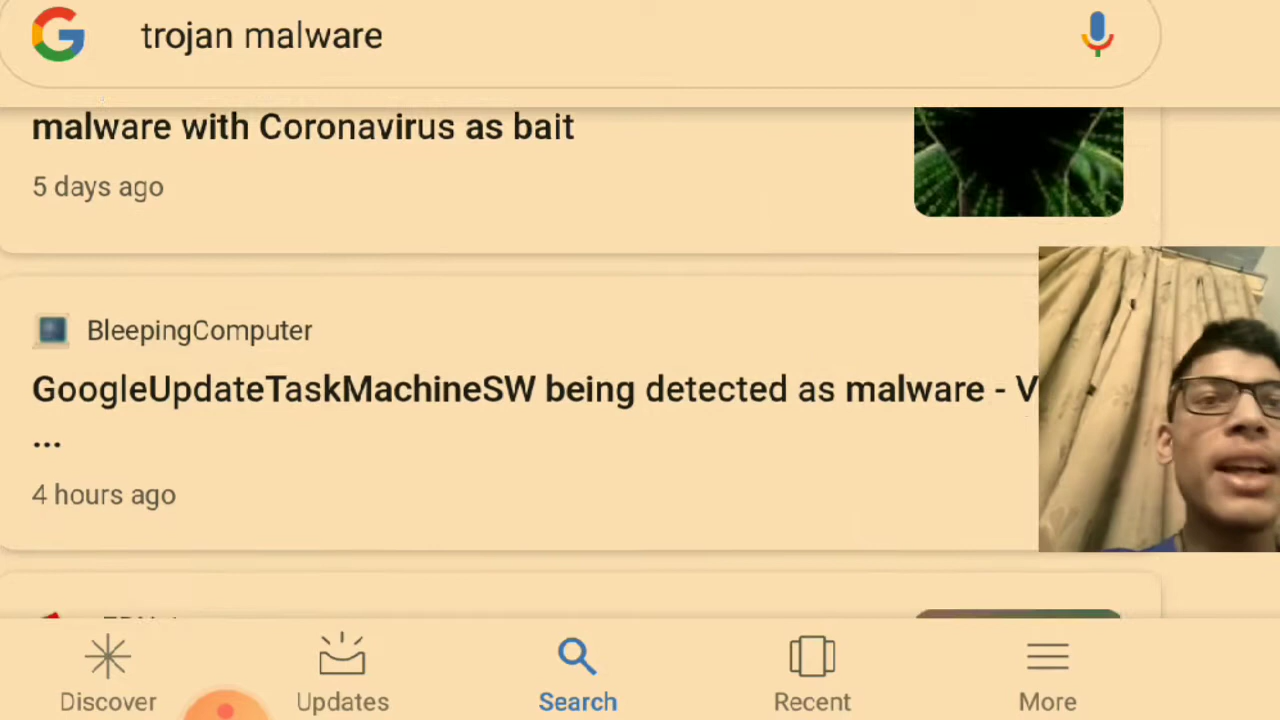 trojan malware
malware with Coronavirus as bait
5 days ago
BleepingComputer
GoogleUpdateTaskMachineSW being detected as malware - V
...
4 hours ago
Discover
Updates
Search
Recent
More